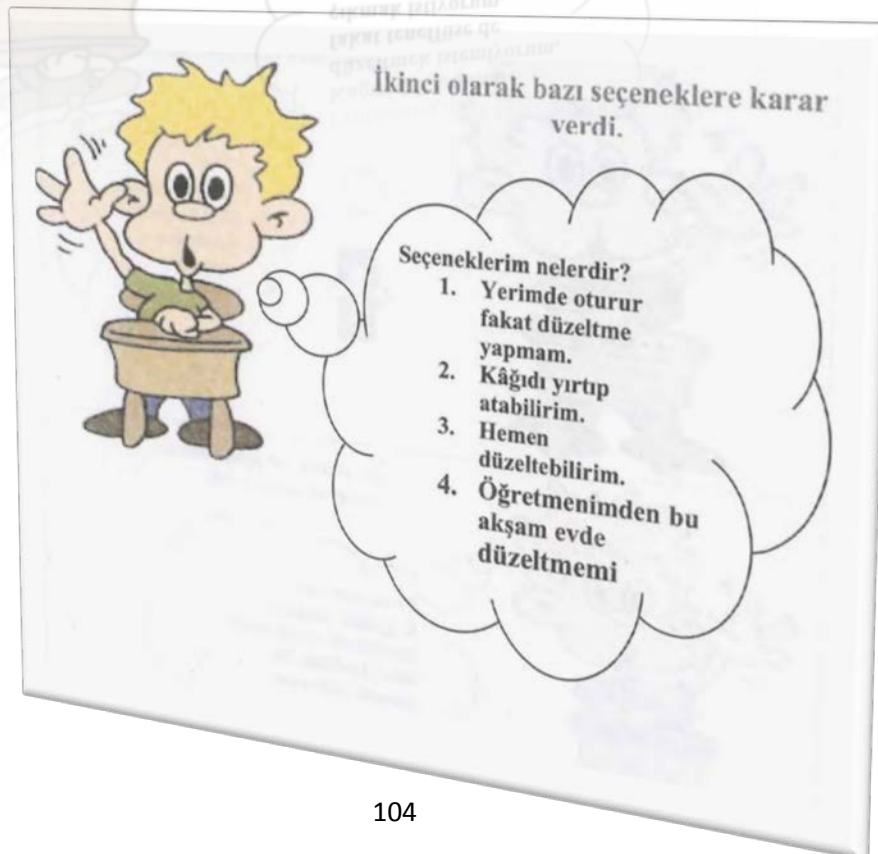 İkinci olarak bazı seçeneklere karar
verdi.
Seçeneklerim nelerdir?
1. Yerimde oturur
fakat düzeltme
yapmam.
2. Kâğıdı yırtıp
atabilirim.
3. Hemen
düzeltebilirim.
4. Öğretmenimden bu
akşam evde
düzeltmemi
104